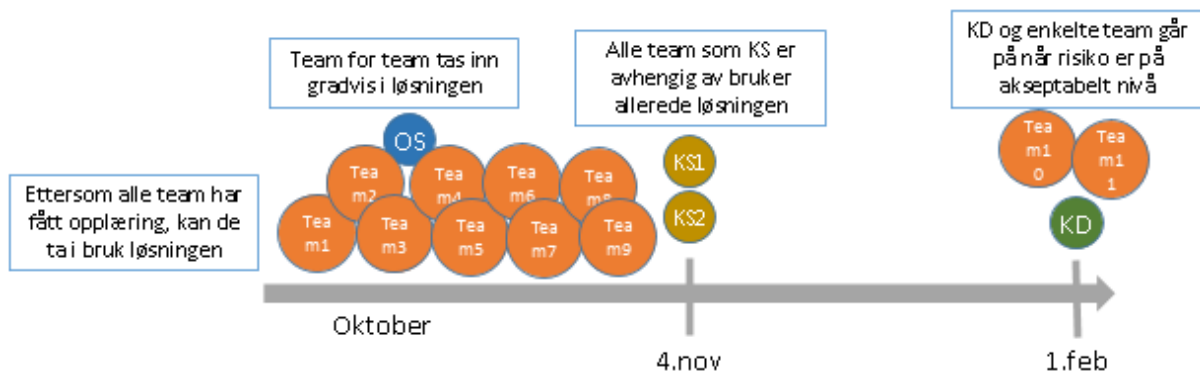 Team for team tas inn
gradvis i løsningen
Alle team som KS er
avhengig av bruker
allerede løsningen
KD og enkelte team går
på når risiko er på
akseptabelt nivå
Ettersom alle team har
fått opplæring, kan de
ta i bruk løsningen
OS
Tea
m1
Tea
m2
Tea
m3
Tea
m4
Tea
m5
Tea
m6
Tea
m7
Tea
m8
Tea
m9
KS1
KS2
Tea
m1
0
Tea
m1
1
KD
Oktober
4.nov
1.feb